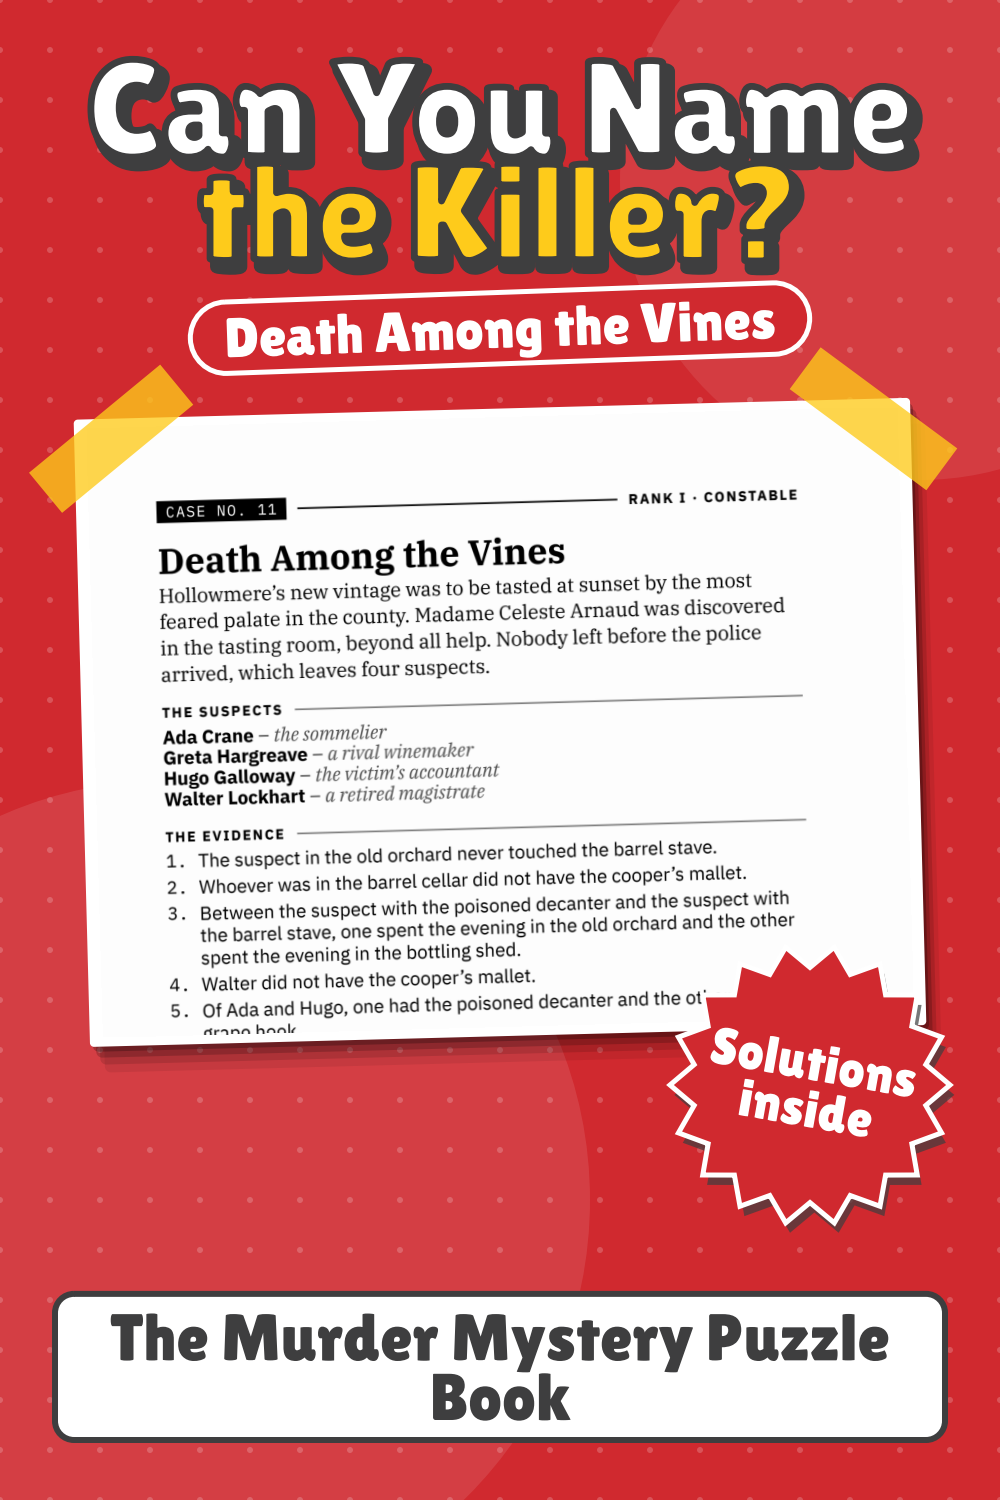 Can You Name
the Killer?
Death Among the Vines
CASE NO. 11
RANK I · CONSTABLE
Death Among the Vines
Hollowmere’s new vintage was to be tasted at sunset by the most
feared palate in the county. Madame Celeste Arnaud was discovered
in the tasting room, beyond all help. Nobody left before the police
arrived, which leaves four suspects.
THE SUSPECTS
Ada Crane – the sommelier
Greta Hargreave – a rival winemaker
Hugo Galloway – the victim’s accountant
Walter Lockhart – a retired magistrate
THE EVIDENCE
1. The suspect in the old orchard never touched the barrel stave.
2. Whoever was in the barrel cellar did not have the cooper’s mallet.
3. Between the suspect with the poisoned decanter and the suspect with
the barrel stave, one spent the evening in the old orchard and the other
spent the evening in the bottling shed.
4. Walter did not have the cooper’s mallet.
5. Of Ada and Hugo, one had the poisoned decanter and the
Solutions
inside
The Murder Mystery Puzzle
Book